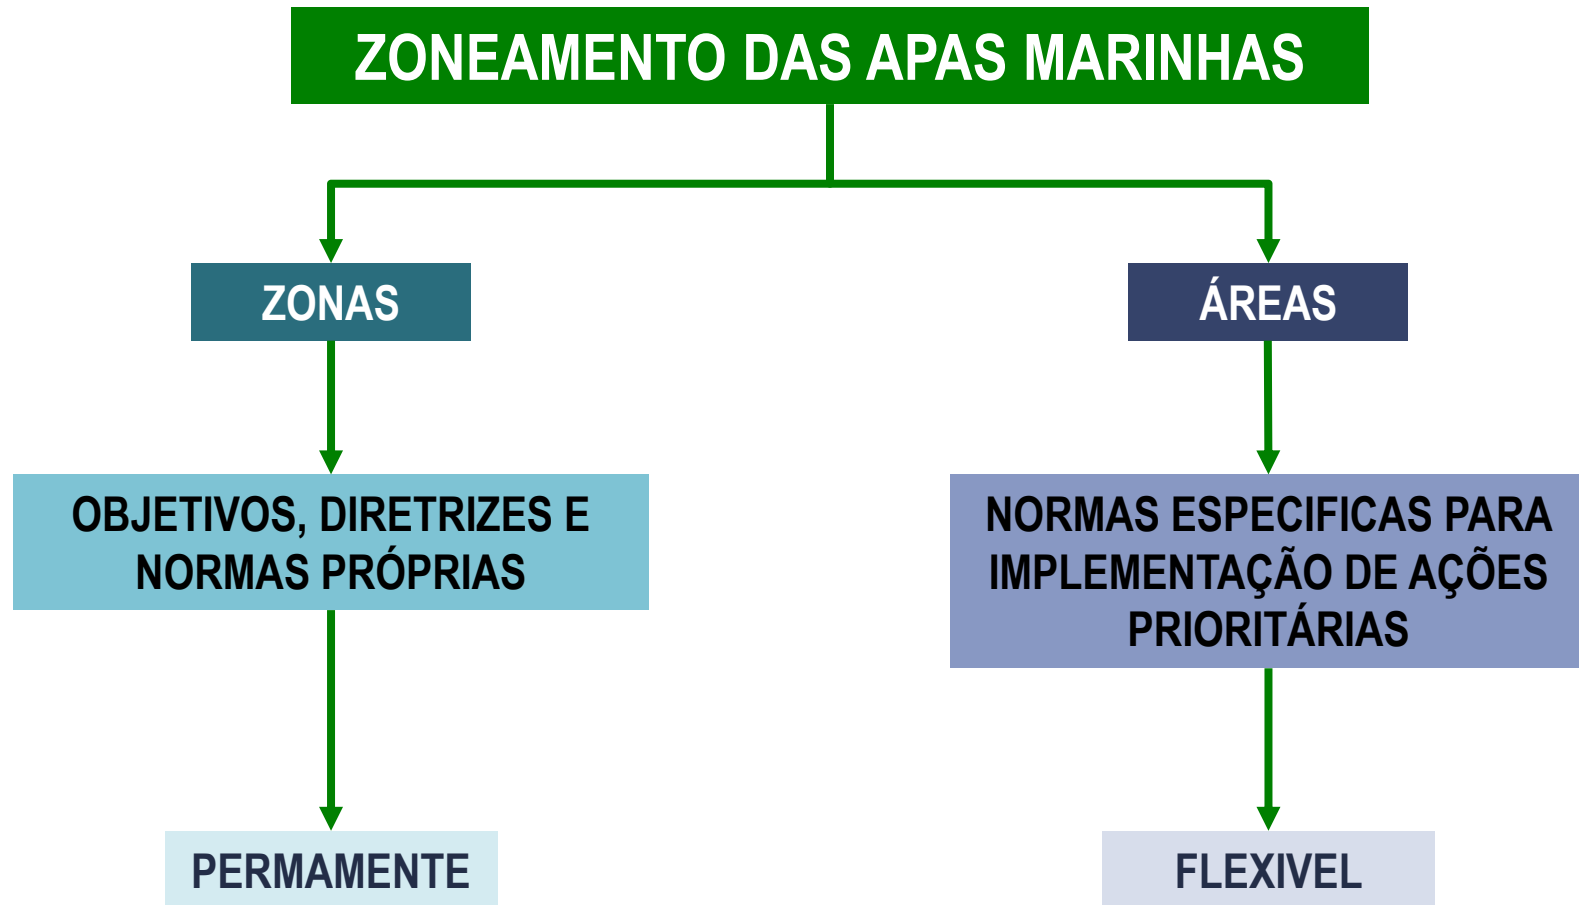 ZONEAMENTO DAS APAS MARINHAS
ZONAS
ÁREAS
OBJETIVOS, DIRETRIZES E
NORMAS PRÓPRIAS
NORMAS ESPECIFICAS PARA
IMPLEMENTAÇÃO DE AÇÕES
PRIORITÁRIAS
PERMAMENTE
FLEXIVEL